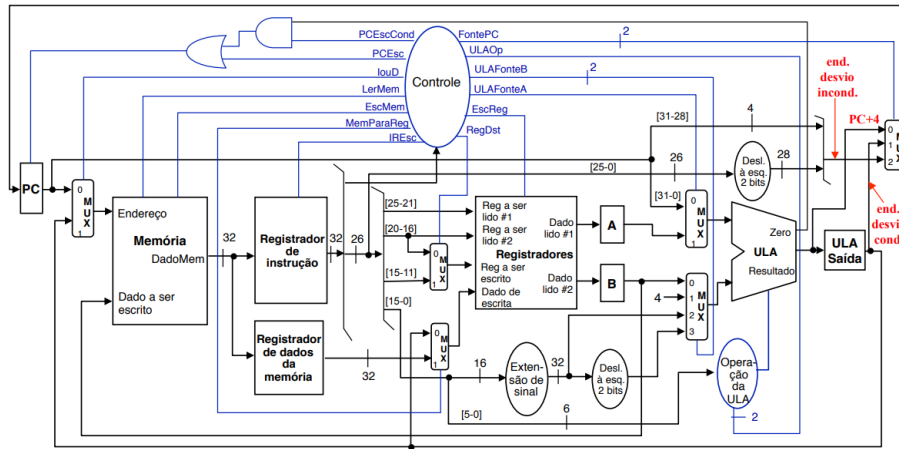 PCEscCond
FontePC
2
PCEsc
ULAOp
IouD
ULAFonteB
2
LerMem
Controle
ULAFonteA
EscMem
EscReg
MemParaReg
RegDst
IREsc
end.
desvio
incond.
4
[31-28]
PC+4
0
1
2
MUX
[25-0]
26
Desl.
à esq.
2 bits
28
PC
0
MUX
1
Endereço
Memória
DadoMem
Dado a ser
escrito
32
Registrador
de
instrução
32
26
[25-21]
[20-16]
[15-11]
[15-0]
0
MUX
1
Reg a ser
lido #1
Reg a ser
lido #2
Registradores
Reg a ser
escrito
Dado de
escrita
Dado
lido #1
Dado
lido #2
A
B
[31-0]
0
MUX
1
4
0
1
2
3
MUX
Zero
ULA
Resultado
ULA
Saída
end.
desvio
cond.
Registrador
de dados
da
memória
32
0
MUX
1
16
Exten-
são de
sinal
32
Desl.
à esq.
2 bits
Opera-
ção da
ULA
[5-0]
6
2